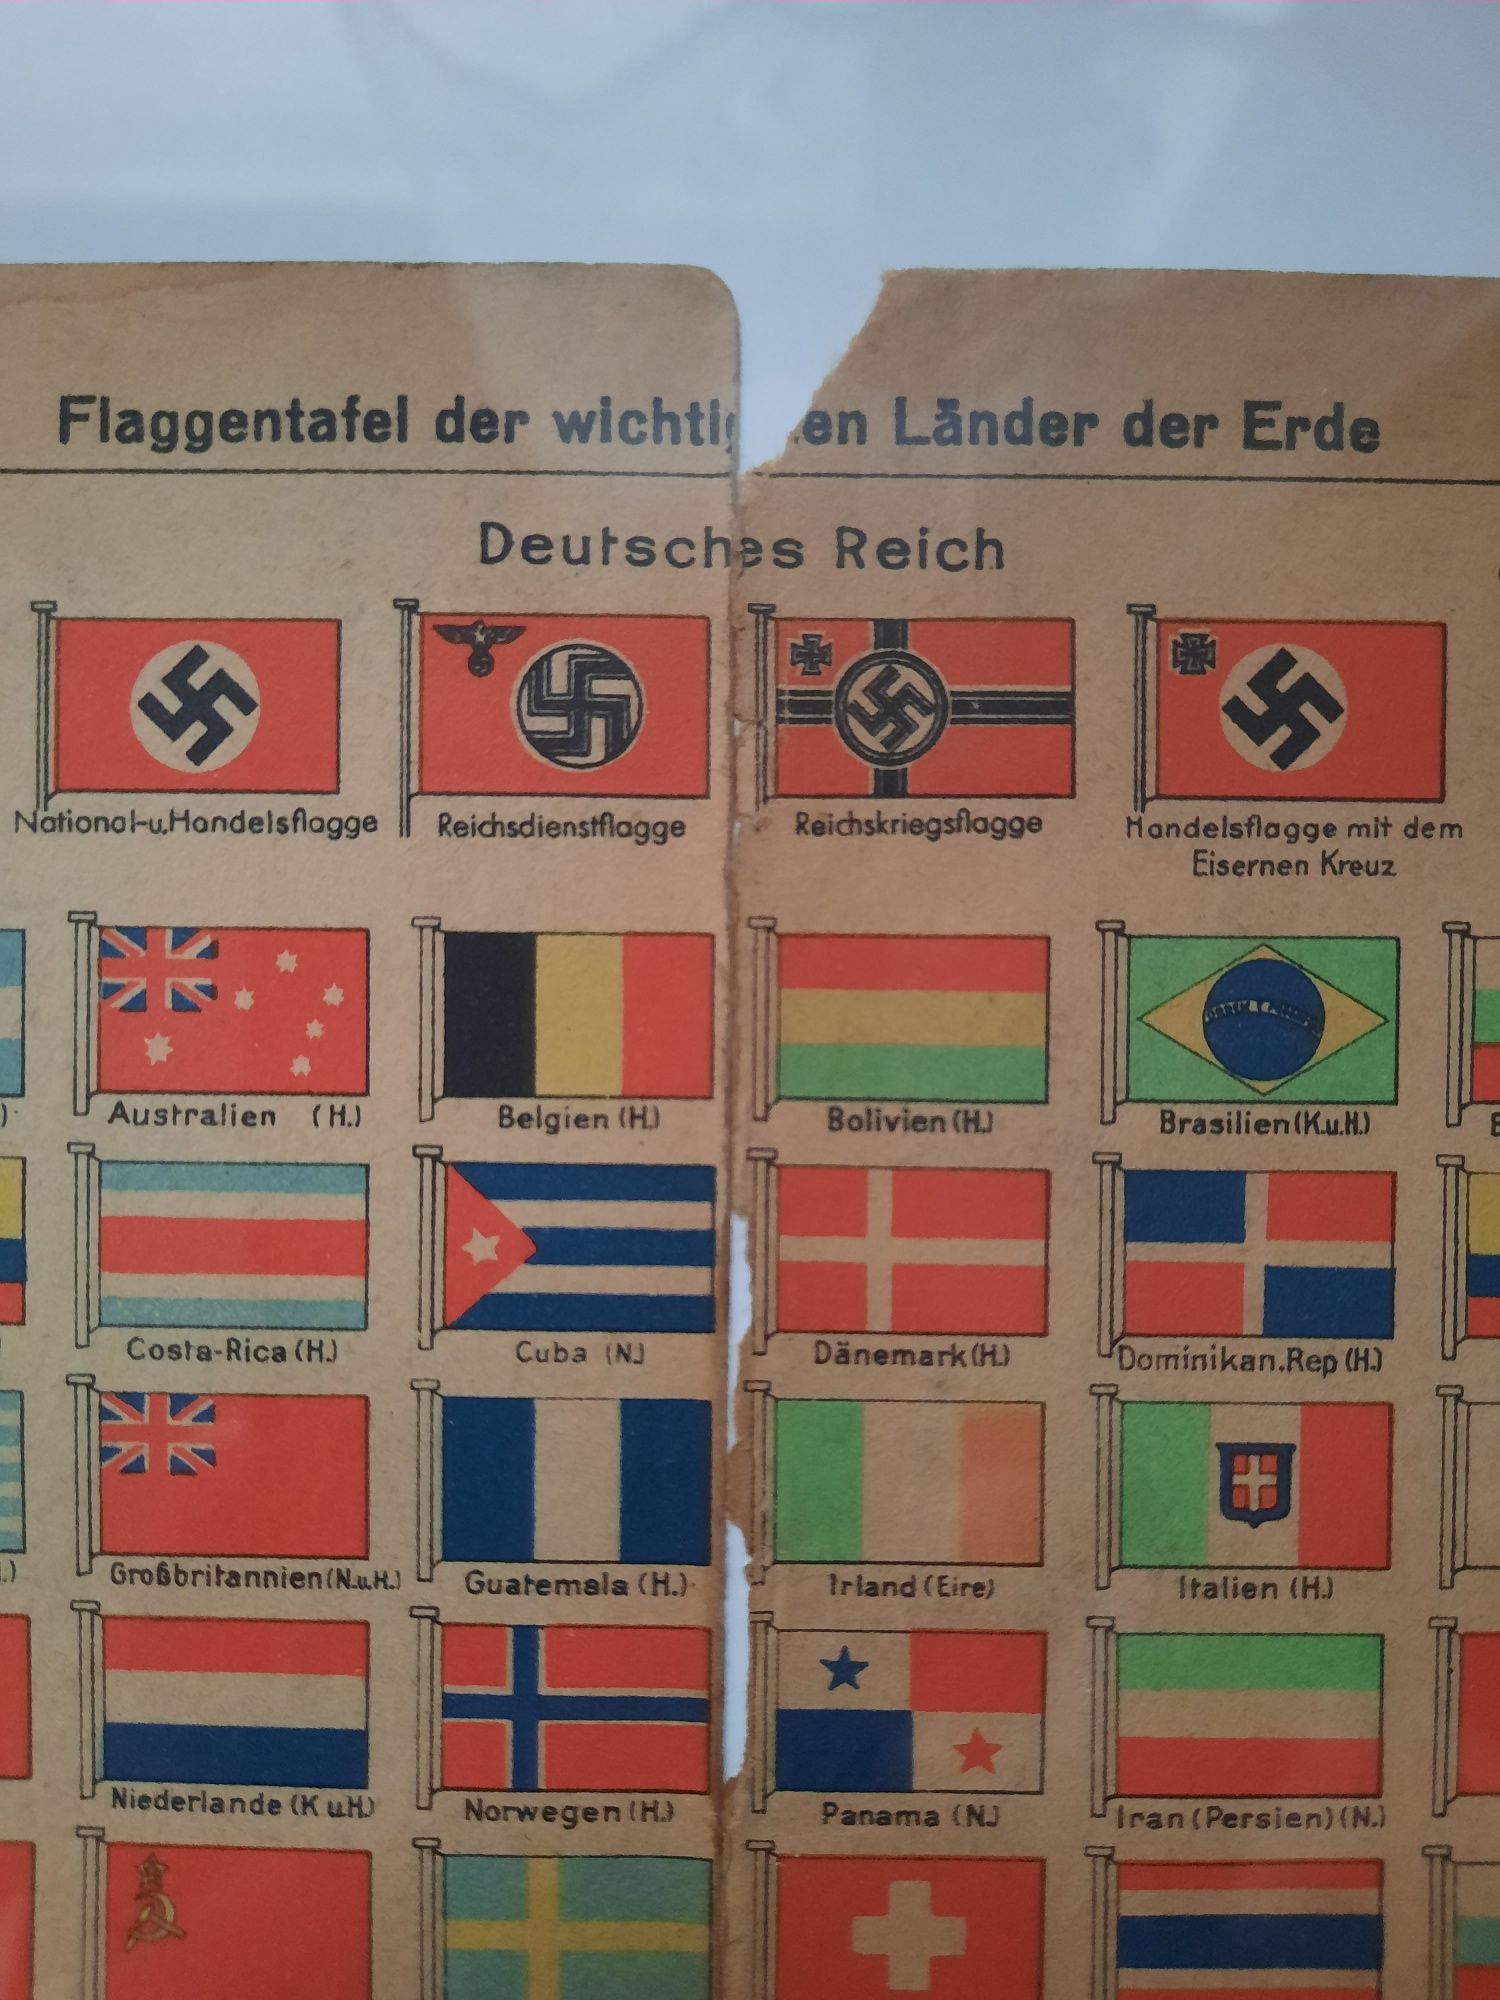 Flaggentafel der wichti en Länder der Erde
Deutsches Reich
National-u.Handelsflagge Reichsdienstflagge Reichskriegsflagge Handelsflagge mit dem
Eisernen Kreuz
Australien (H.) Belgien (H.) Bolivien (H.) Brasilien (K.u.H.)
Costa-Rica (H.) Cuba (N.) Dänemark (H.) Dominikan.Rep (H.)
Großbritannien (N.u.H.) Guatemala (H.) Irland (Eire) Italien (H.)
Niederlande (K u.H.) Norwegen (H.) Panama (N.) Iran (Persien) (N.)